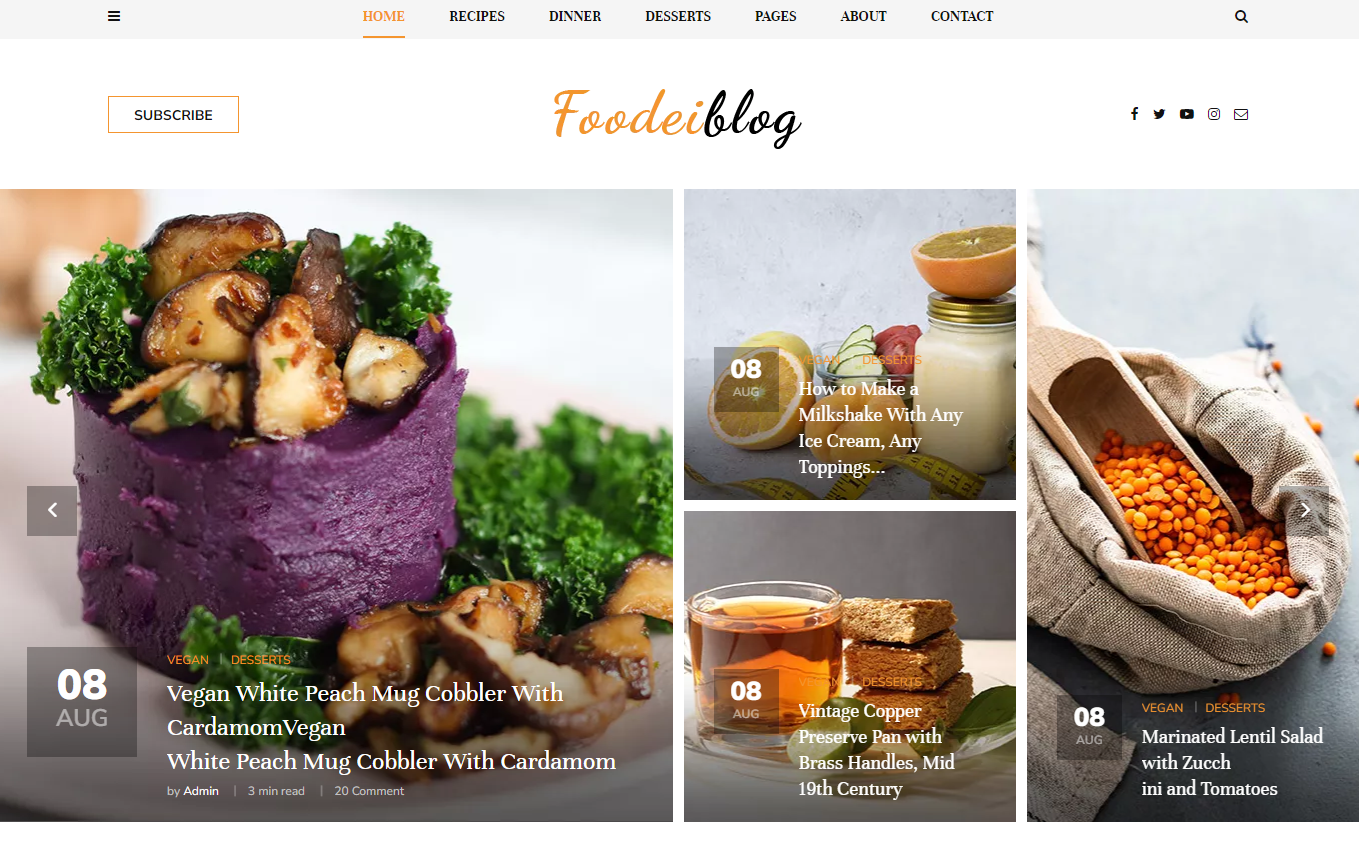 HOME RECIPES DINNER DESSERTS PAGES ABOUT CONTACT
SUBSCRIBE
Foodeiblog
08
AUG
VEGAN | DESSERTS
Vegan White Peach Mug Cobbler With
CardamomVegan
White Peach Mug Cobbler With Cardamom
by Admin | 3 min read | 20 Comment
08
AUG
VEGAN | DESSERTS
How to Make a
Milkshake With Any
Ice Cream, Any
Toppings...
08
AUG
VEGAN | DESSERTS
Vintage Copper
Preserve Pan with
Brass Handles, Mid
19th Century
08
AUG
VEGAN | DESSERTS
Marinated Lentil Salad
with Zucch
ini and Tomatoes